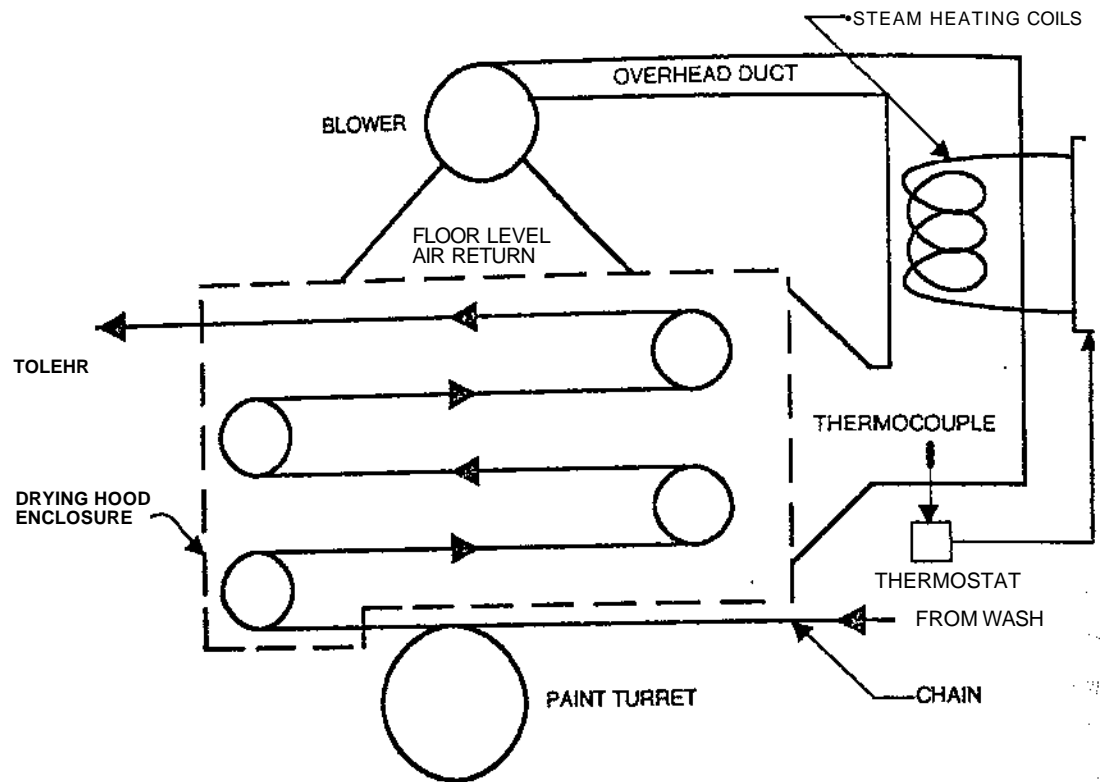 STEAM HEATING COILS
OVERHEAD DUCT
BLOWER
FLOOR LEVEL
AIR RETURN
TOLEHR
THERMOCOUPLE
DRYING HOOD
ENCLOSURE
THERMOSTAT
FROM WASH
PAINT TURRET
CHAIN